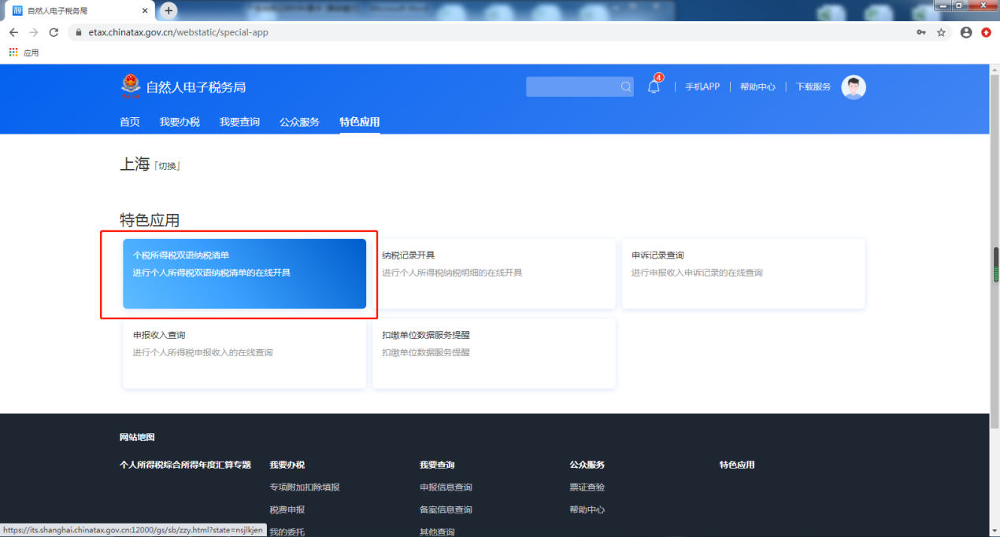 自然人电子税务局
etax.chinatax.gov.cn/webstatic/special-app
应用
自然人电子税务局
4
手机APP
帮助中心
下载服务
首页
我要办税
我要查询
公众服务
特色应用
上海「切换」
特色应用
个税所得税双语纳税清单
进行个人所得税双语纳税清单的在线开具
纳税记录开具
进行个人所得税纳税明细的在线开具
申诉记录查询
进行申报收入申诉记录的在线查询
申报收入查询
进行个人所得税申报收入的在线查询
扣缴单位数据服务提醒
扣缴单位数据服务提醒
网站地图
个人所得税综合所得年度汇算专题
我要办税
我要查询
公众服务
特色应用
专项附加扣除填报
申报信息查询
票证查验
税费申报
备案信息查询
帮助中心
我的委托
其他查询
https://its.shanghai.chinatax.gov.cn:12000/gs/sb/zzy.html?state=nsjlkjen